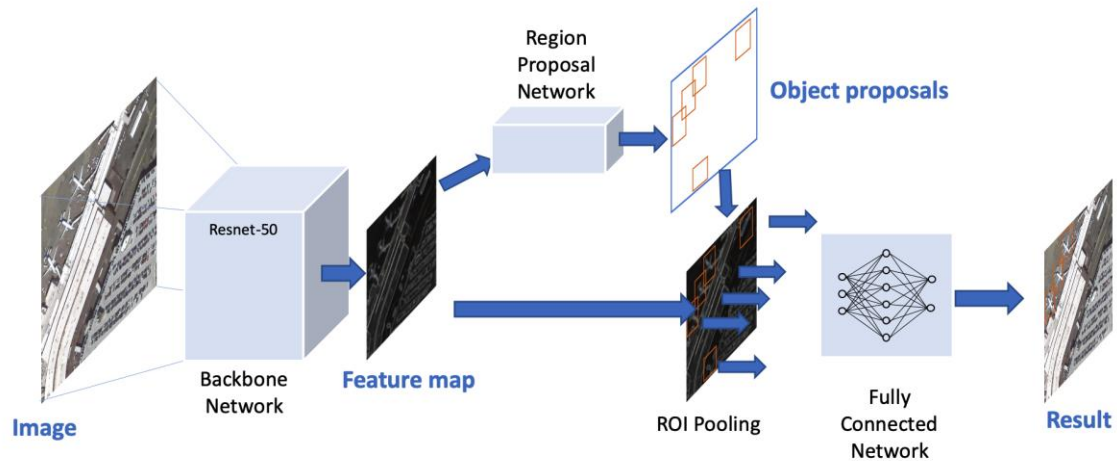 Region
Proposal
Network
Object proposals
Resnet-50
Backbone
Network
Feature map
Image
ROI Pooling
Fully
Connected
Network
Result